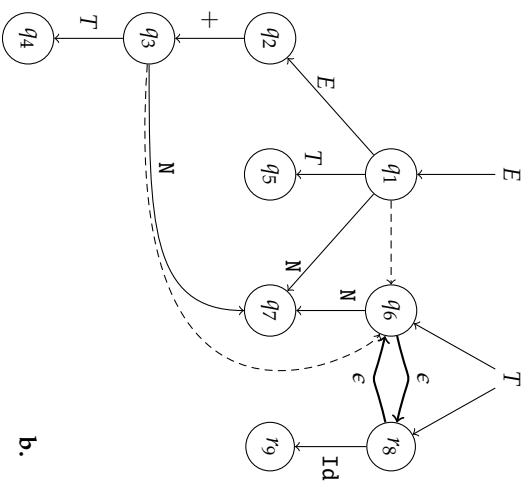 E T
ϵ
q1 q6 r8
ϵ
E T N N Id
q2 q5 q7 r9
+
N
q3
T
q4
b.